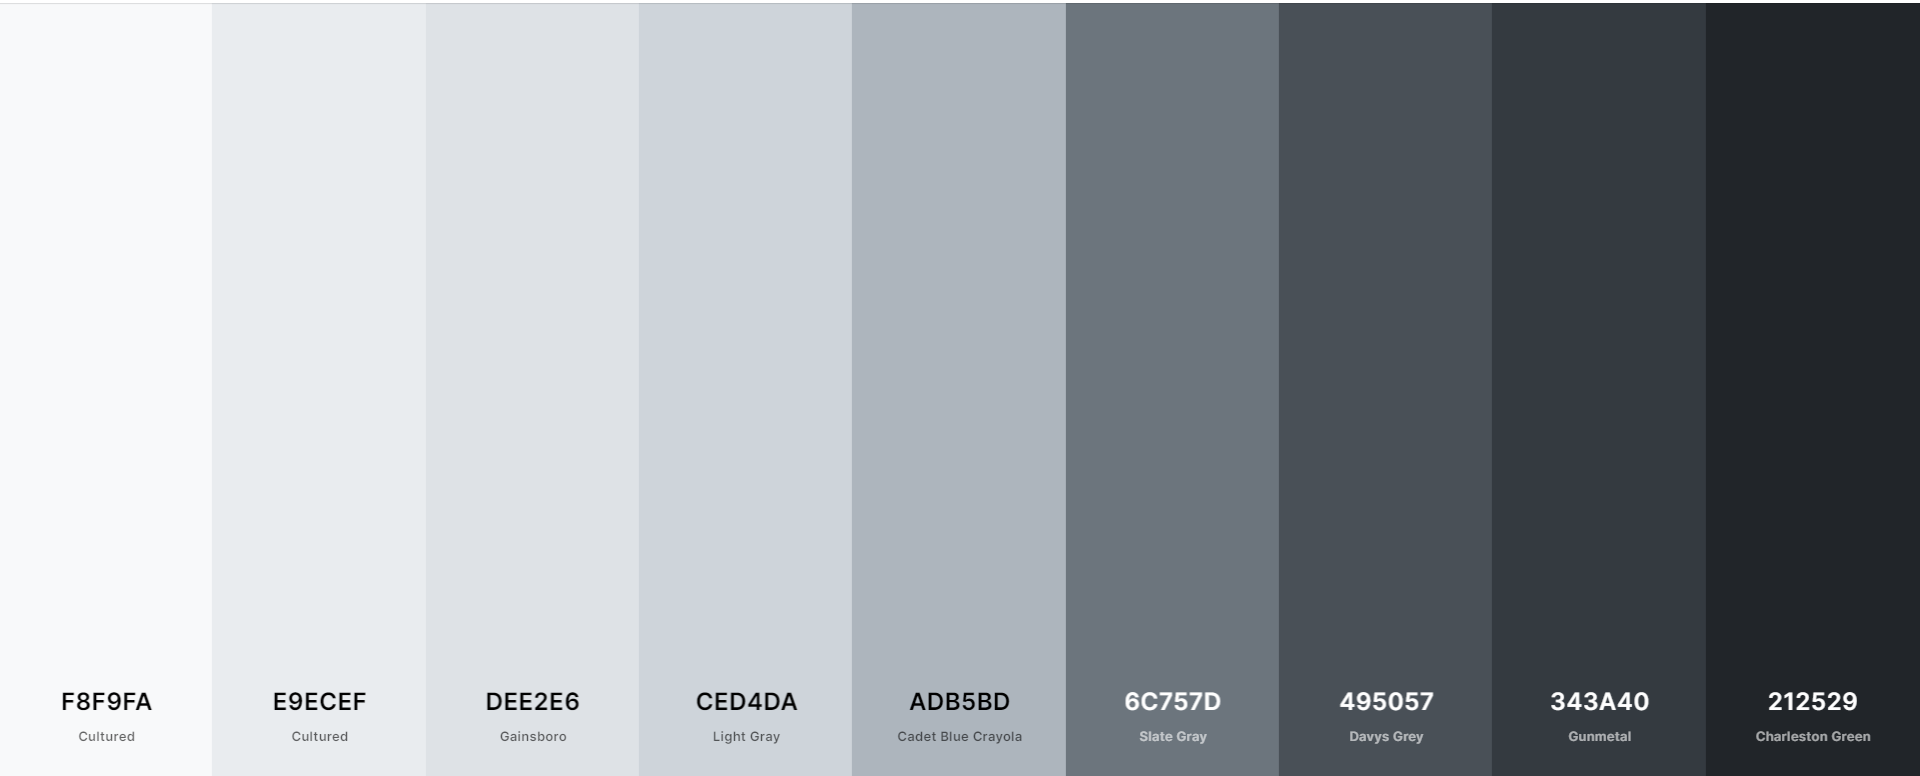 F8F9FA
Cultured
E9ECEF
Cultured
DEE2E6
Gainsboro
CED4DA
Light Gray
ADB5BD
Cadet Blue Crayola
6C757D
Slate Gray
495057
Davys Grey
343A40
Gunmetal
212529
Charleston Green